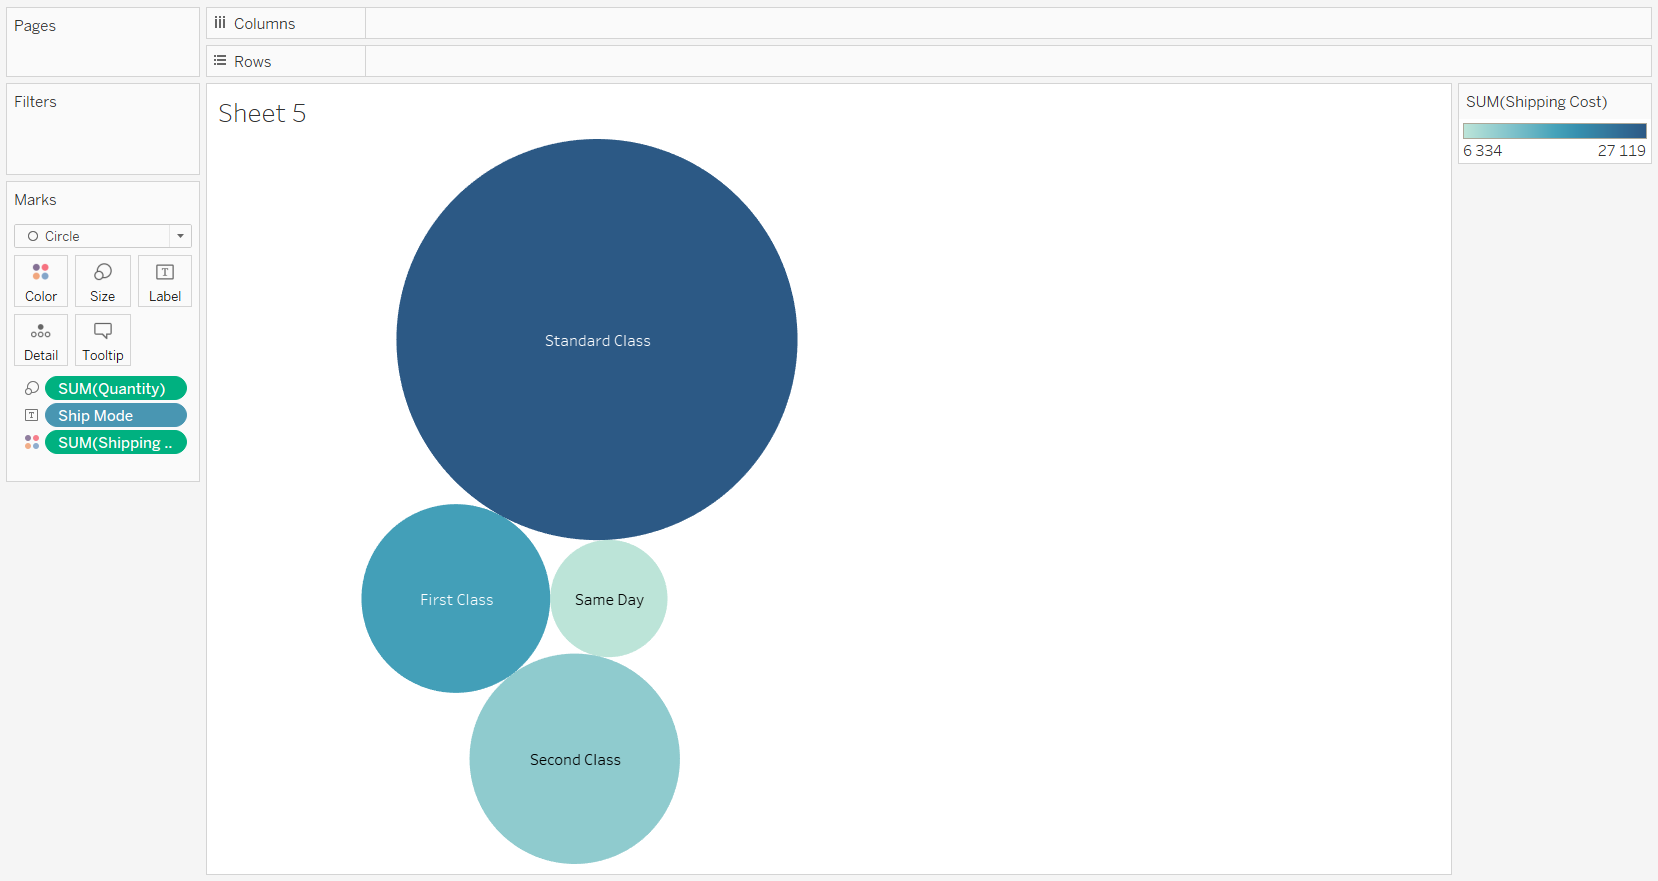 Pages
Columns
Rows
Filters
Marks
Circle
Color
Size
Label
Detail
Tooltip
SUM(Quantity)
Ship Mode
SUM(Shipping ..
Sheet 5
Standard Class
First Class
Same Day
Second Class
SUM(Shipping Cost)
6 334
27 119